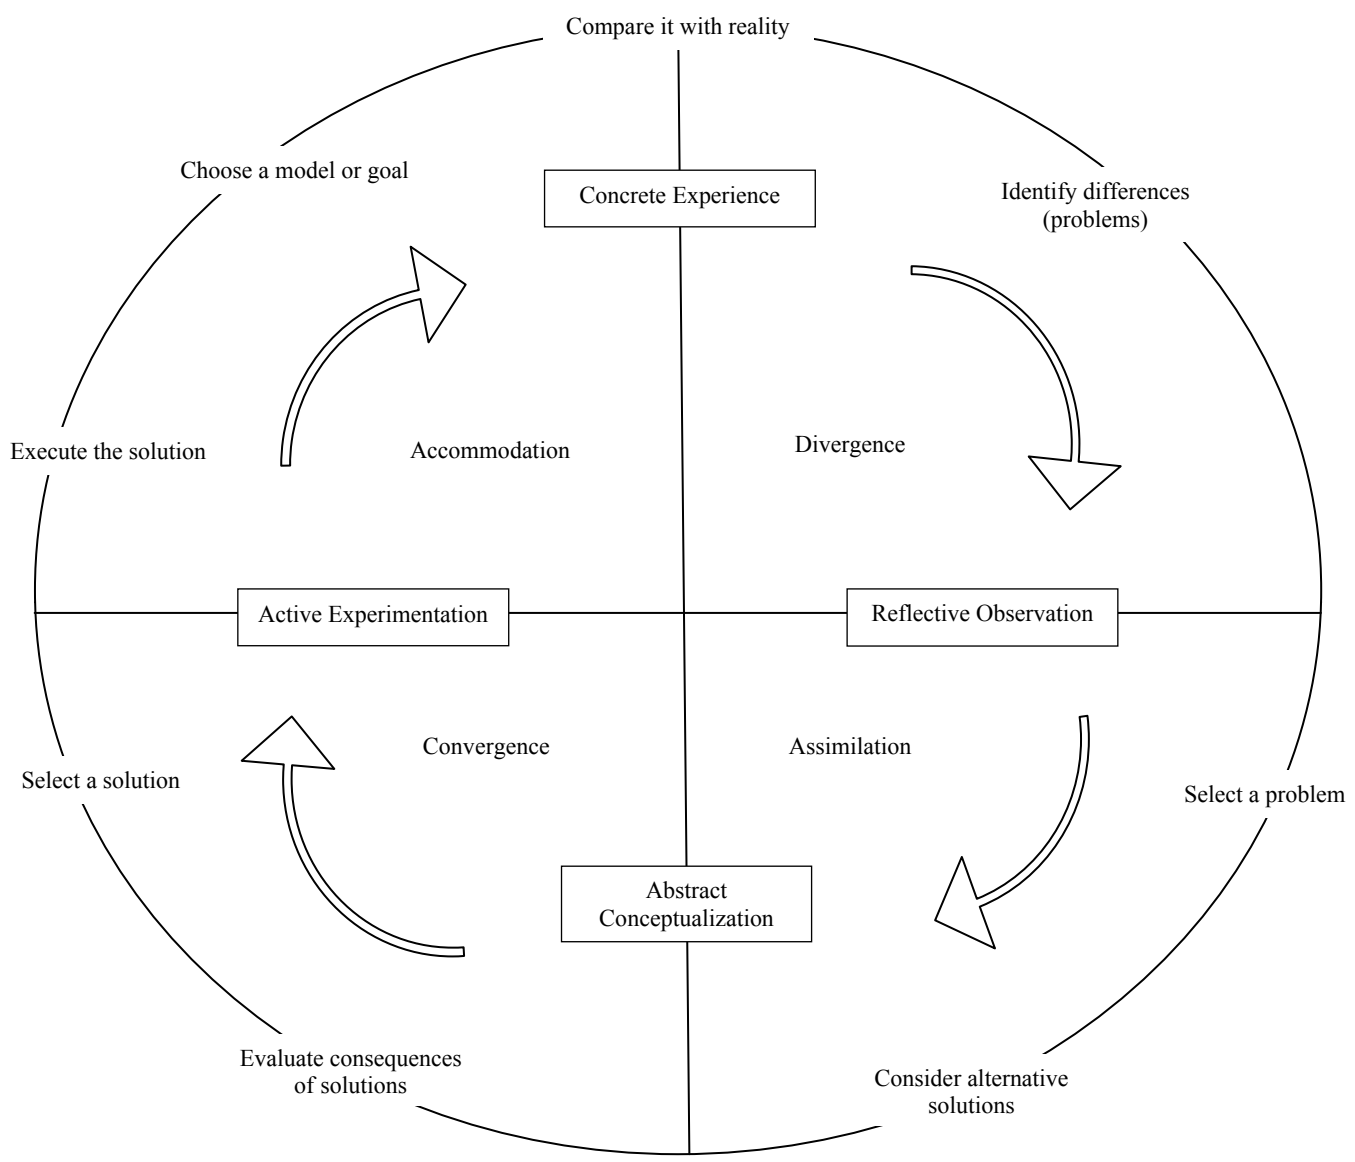 Compare it with reality
Choose a model or goal
Concrete Experience
Identify differences
(problems)
Execute the solution
Accommodation
Divergence
Active Experimentation
Reflective Observation
Convergence
Assimilation
Select a solution
Select a problem
Abstract
Conceptualization
Evaluate consequences
of solutions
Consider alternative
solutions